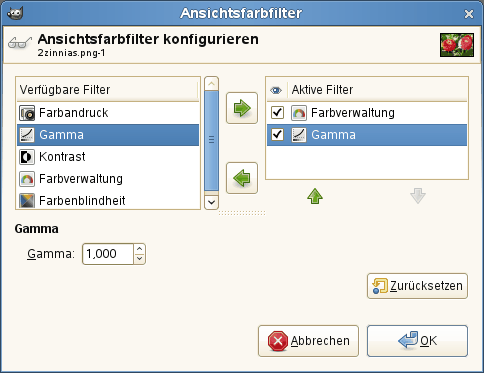 Ansichtsfarbfilter
Ansichtsfarbfilter konfigurieren
2zinnias.png-1
Verfügbare Filter
Farbandruck
Gamma
Kontrast
Farbverwaltung
Farbenblindheit
Aktive Filter
Farbverwaltung
Gamma
Gamma
Gamma: 1,000
Zurücksetzen
Abbrechen
OK